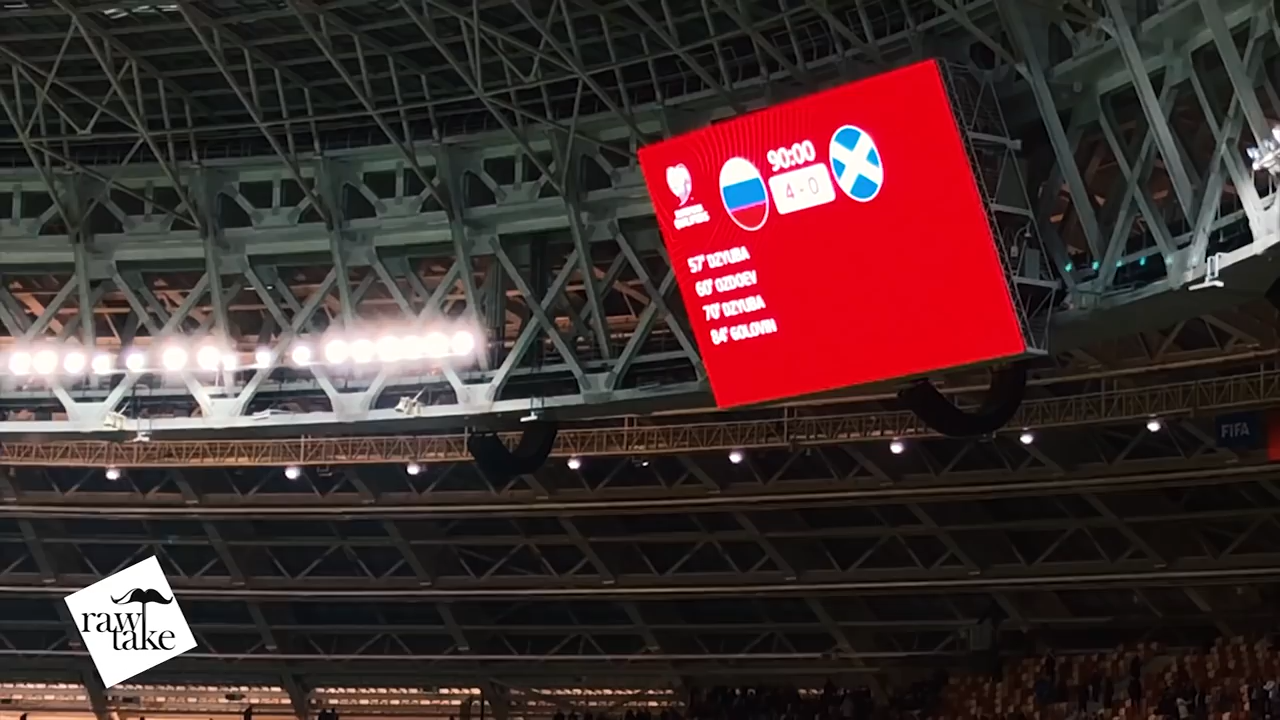 90:00
4 - 0
57' DZYUBA
60' OZDOEV
70' DZYUBA
84' GOLOVIN
FIFA
raw
take